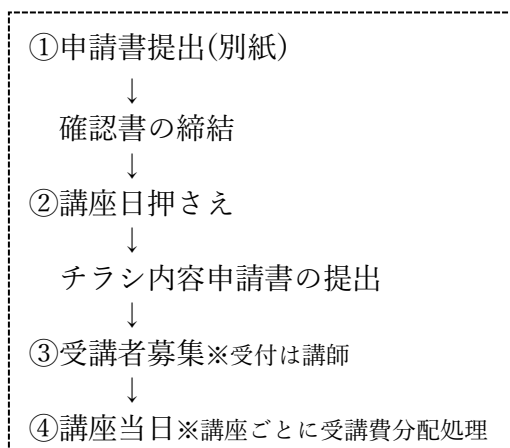 ①申請書提出(別紙)
↓
確認書の締結
↓
②講座日押さえ
↓
チラシ内容申請書の提出
↓
③受講者募集※受付は講師
↓
④講座当日※講座ごとに受講費分配処理